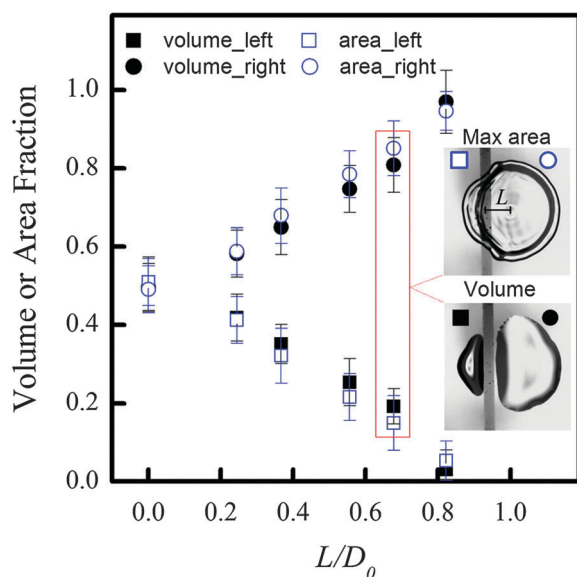 volume_left
area_left
volume_right
area_right
Volume or Area Fraction
1.0
0.8
0.6
0.4
0.2
0.0
Max area
L
Volume
0.0
0.2
0.4
0.6
0.8
1.0
L/D0